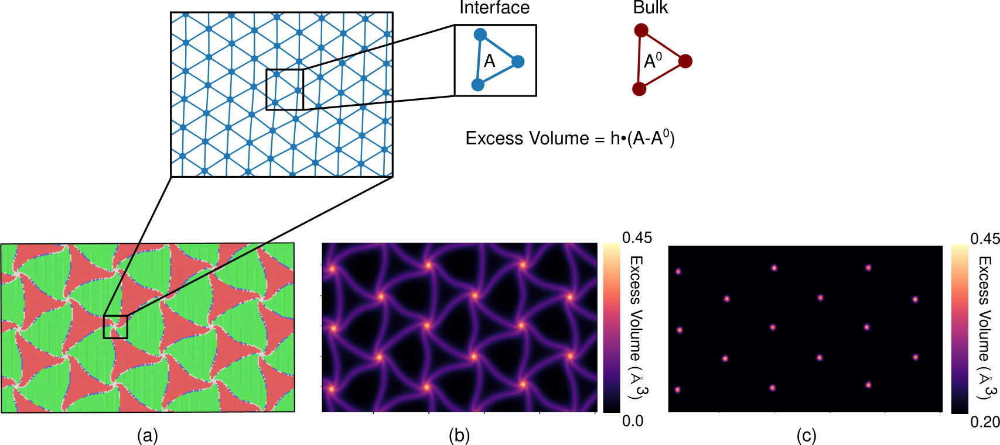 Interface
Bulk
A
A⁰
Excess Volume = h•(A-A⁰)
0.45
Excess Volume (Å³)
0.0
0.45
Excess Volume (Å³)
0.20
(a)
(b)
(c)